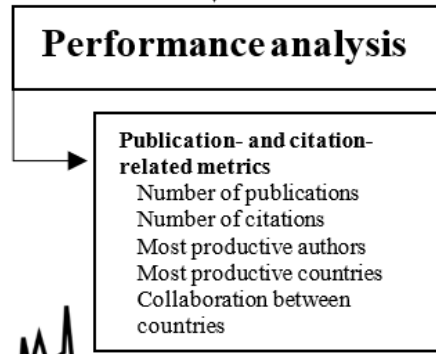 Performance analysis
Publication- and citation-
related metrics
Number of publications
Number of citations
Most productive authors
Most productive countries
Collaboration between
countries